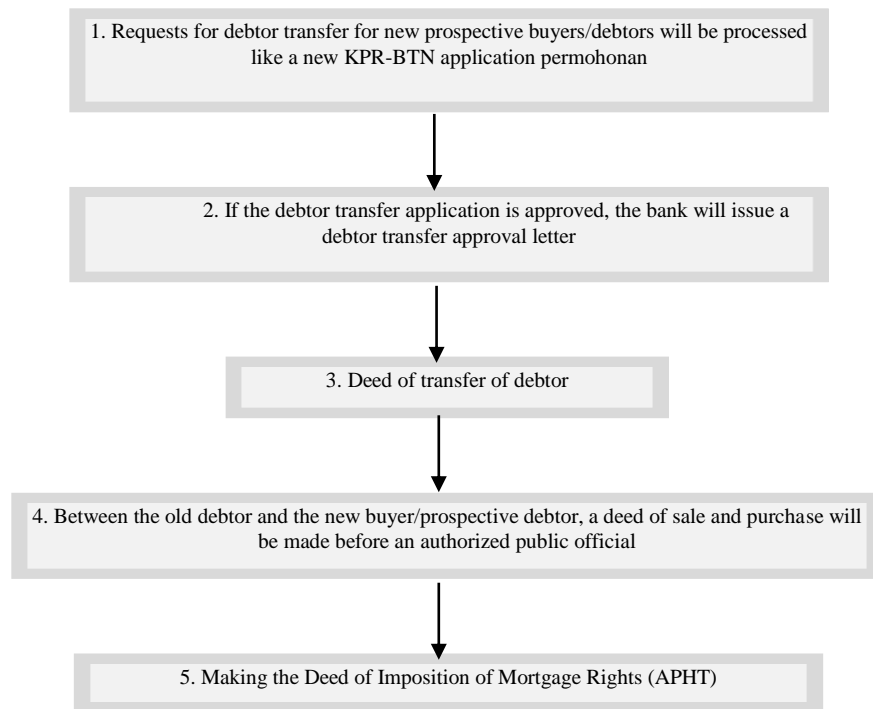 1. Requests for debtor transfer for new prospective buyers/debtors will be processed
like a new KPR-BTN application permohonan
2. If the debtor transfer application is approved, the bank will issue a
debtor transfer approval letter
3. Deed of transfer of debtor
4. Between the old debtor and the new buyer/prospective debtor, a deed of sale and purchase will
be made before an authorized public official
5. Making the Deed of Imposition of Mortgage Rights (APHT)